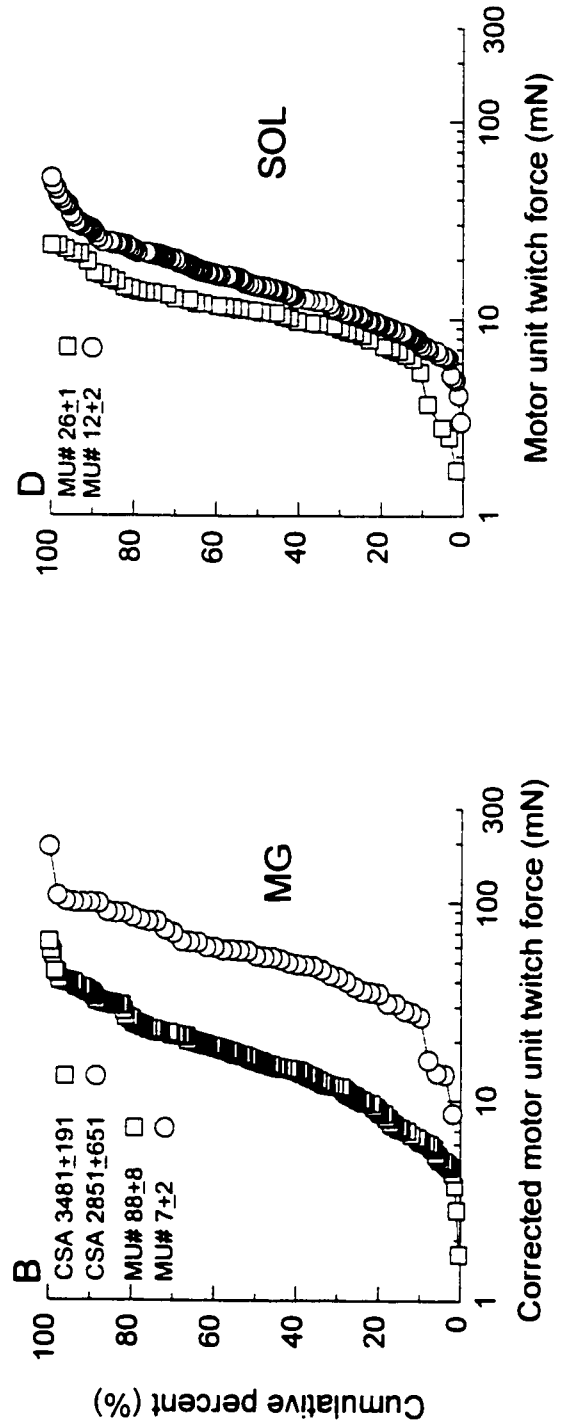 B
CSA 3481±191 □
CSA 2851±651 ○
MU# 88±8 □
MU# 7±2 ○
MG
Cumulative percent (%)
100
80
60
40
20
0
1
10
100
300
Corrected motor unit twitch force (mN)
D
MU# 26±1 □
MU# 12±2 ○
SOL
100
80
60
40
20
0
1
10
100
300
Motor unit twitch force (mN)